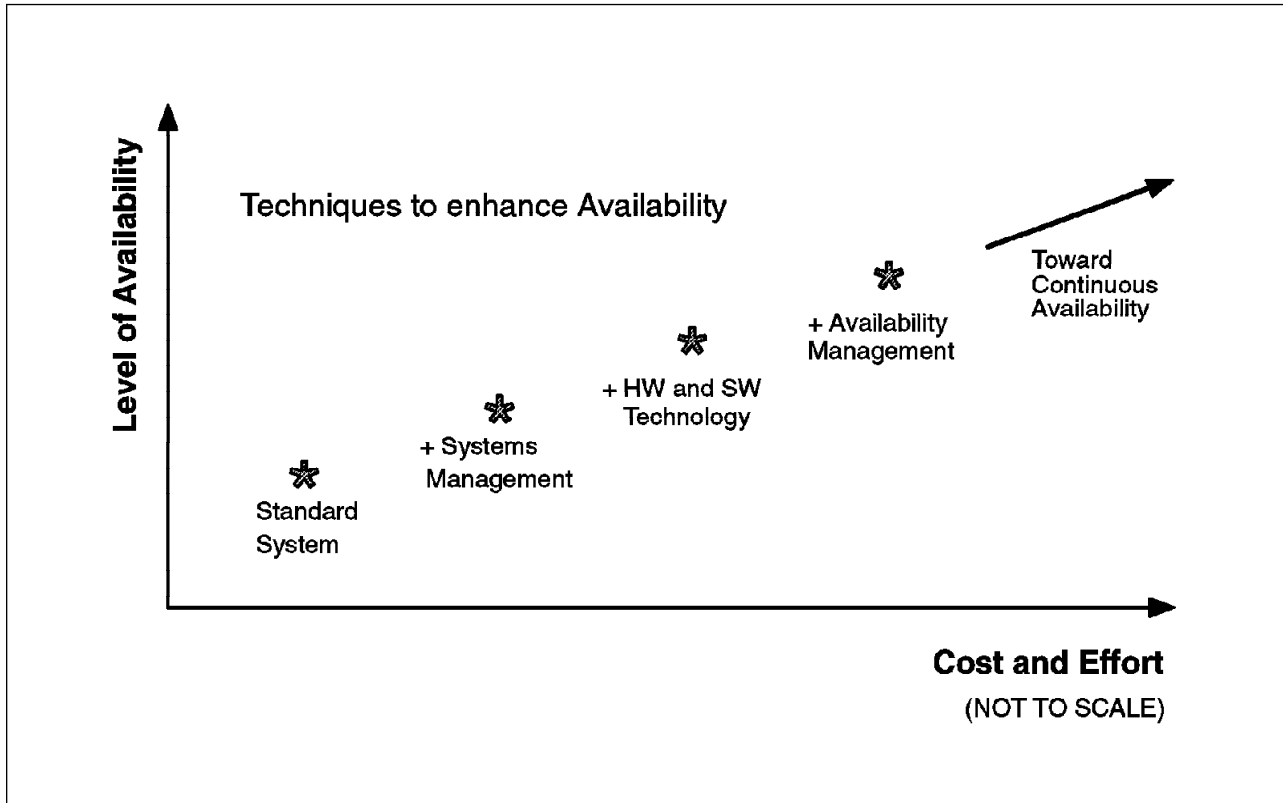 Level of Availability
Techniques to enhance Availability
Toward
Continuous
Availability
+ Availability
Management
+ HW and SW
Technology
+ Systems
Management
Standard
System
Cost and Effort
(NOT TO SCALE)